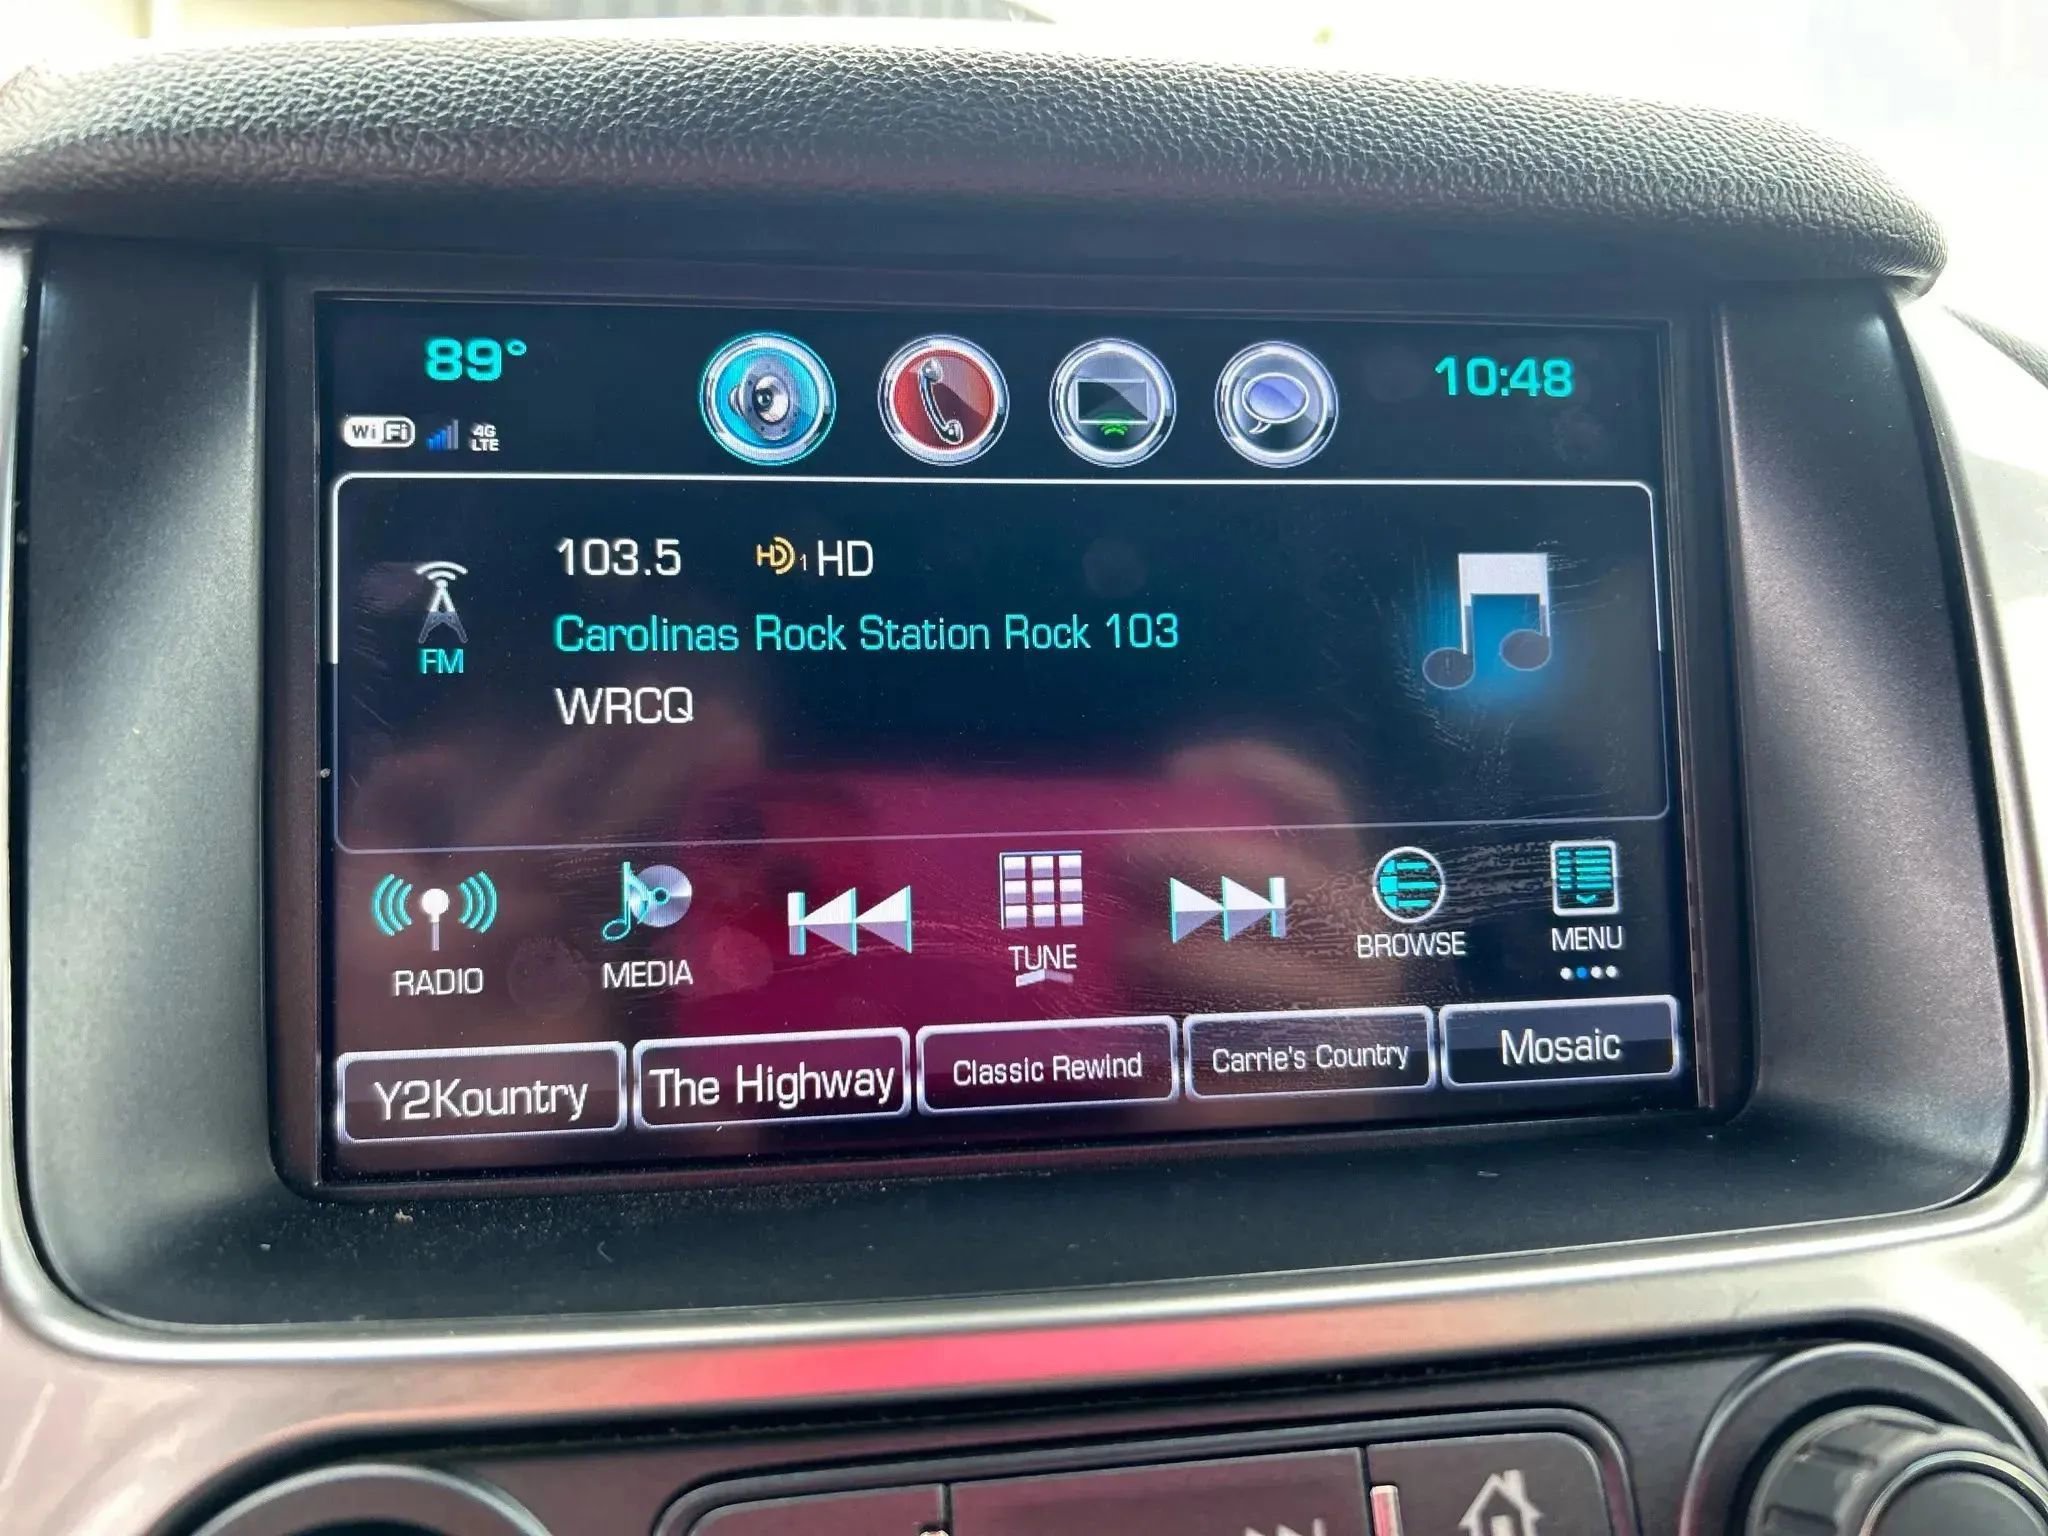 89°
10:48
WiFi 4G LTE
103.5 HD1 HD
Carolinas Rock Station Rock 103
FM
WRCQ
RADIO MEDIA TUNE BROWSE MENU
Y2Kountry The Highway Classic Rewind Carrie's Country Mosaic